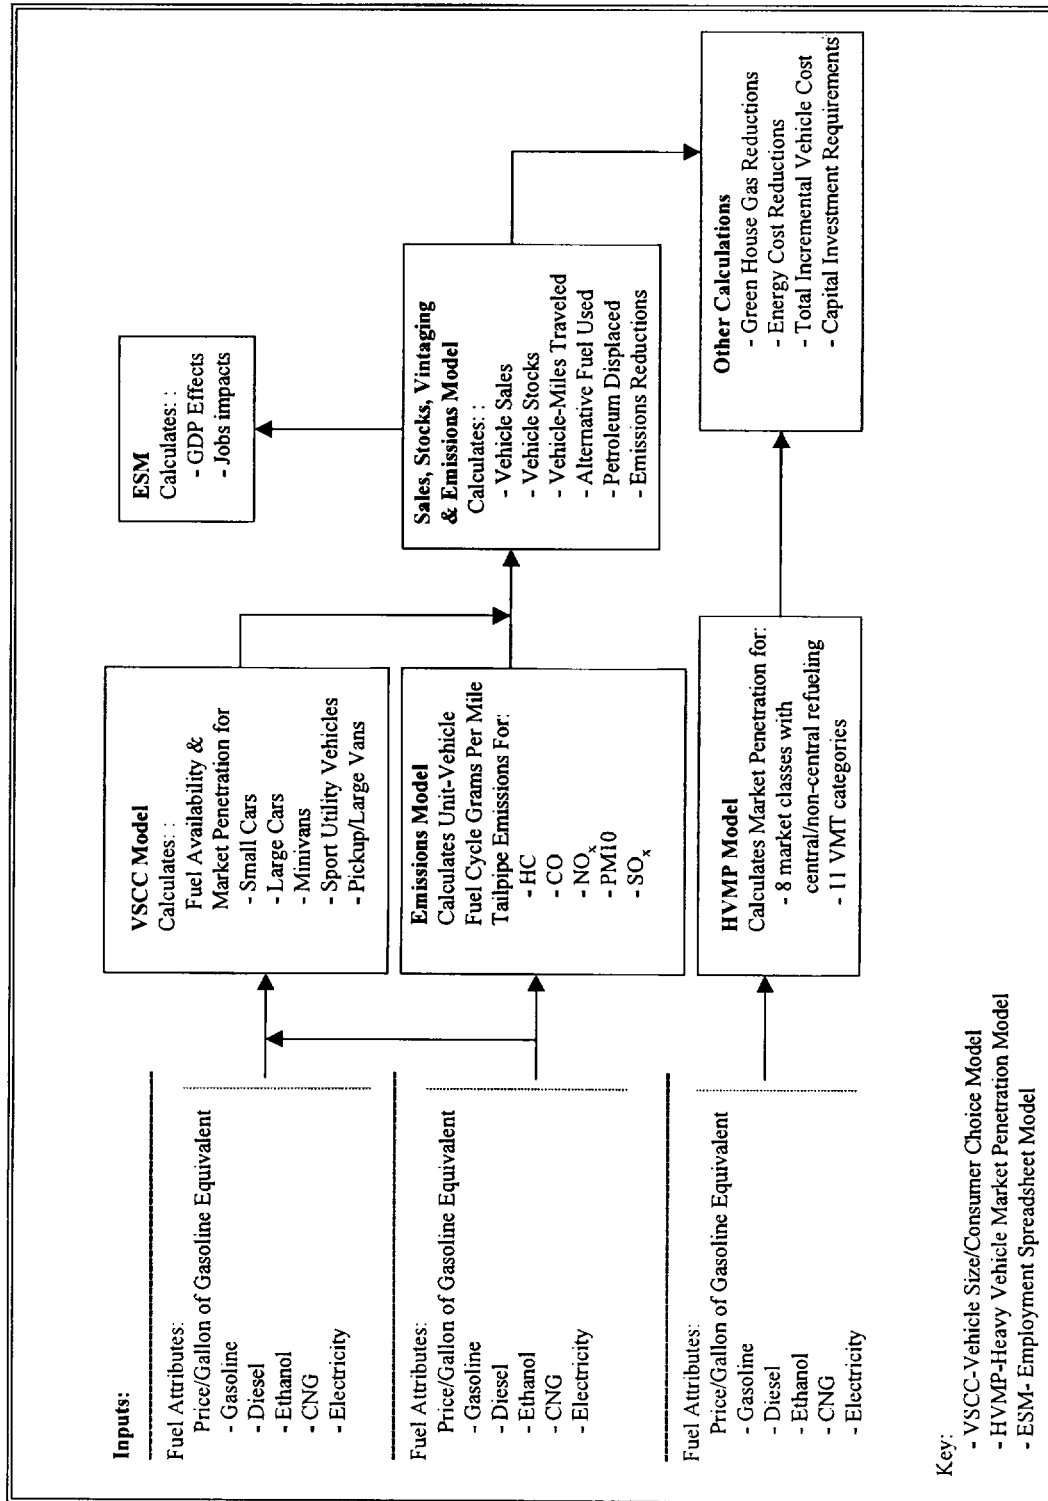 Inputs:
Fuel Attributes:
Price/Gallon of Gasoline Equivalent
- Gasoline
- Diesel
- Ethanol
- CNG
- Electricity
Fuel Attributes:
Price/Gallon of Gasoline Equivalent
- Gasoline
- Diesel
- Ethanol
- CNG
- Electricity
Fuel Attributes:
Price/Gallon of Gasoline Equivalent
- Gasoline
- Diesel
- Ethanol
- CNG
- Electricity
VSCC Model
Calculates: :
Fuel Availability &
Market Penetration for
- Small Cars
- Large Cars
- Minivans
- Sport Utility Vehicles
- Pickup/Large Vans
Emissions Model
Calculates Unit-Vehicle
Fuel Cycle Grams Per Mile
Tailpipe Emissions For:
- HC
- CO
- NOx
- PM10
- SOx
HVMP Model
Calculates Market Penetration for:
- 8 market classes with
central/non-central refueling
- 11 VMT categories
ESM
Calculates: :
- GDP Effects
- Jobs impacts
Sales, Stocks, Vintaging
& Emissions Model
Calculates: :
- Vehicle Sales
- Vehicle Stocks
- Vehicle-Miles Traveled
- Alternative Fuel Used
- Petroleum Displaced
- Emissions Reductions
Other Calculations
- Green House Gas Reductions
- Energy Cost Reductions
- Total Incremental Vehicle Cost
- Capital Investment Requirements
Key:
- VSCC-Vehicle Size/Consumer Choice Model
- HVMP-Heavy Vehicle Market Penetration Model
- ESM- Employment Spreadsheet Model